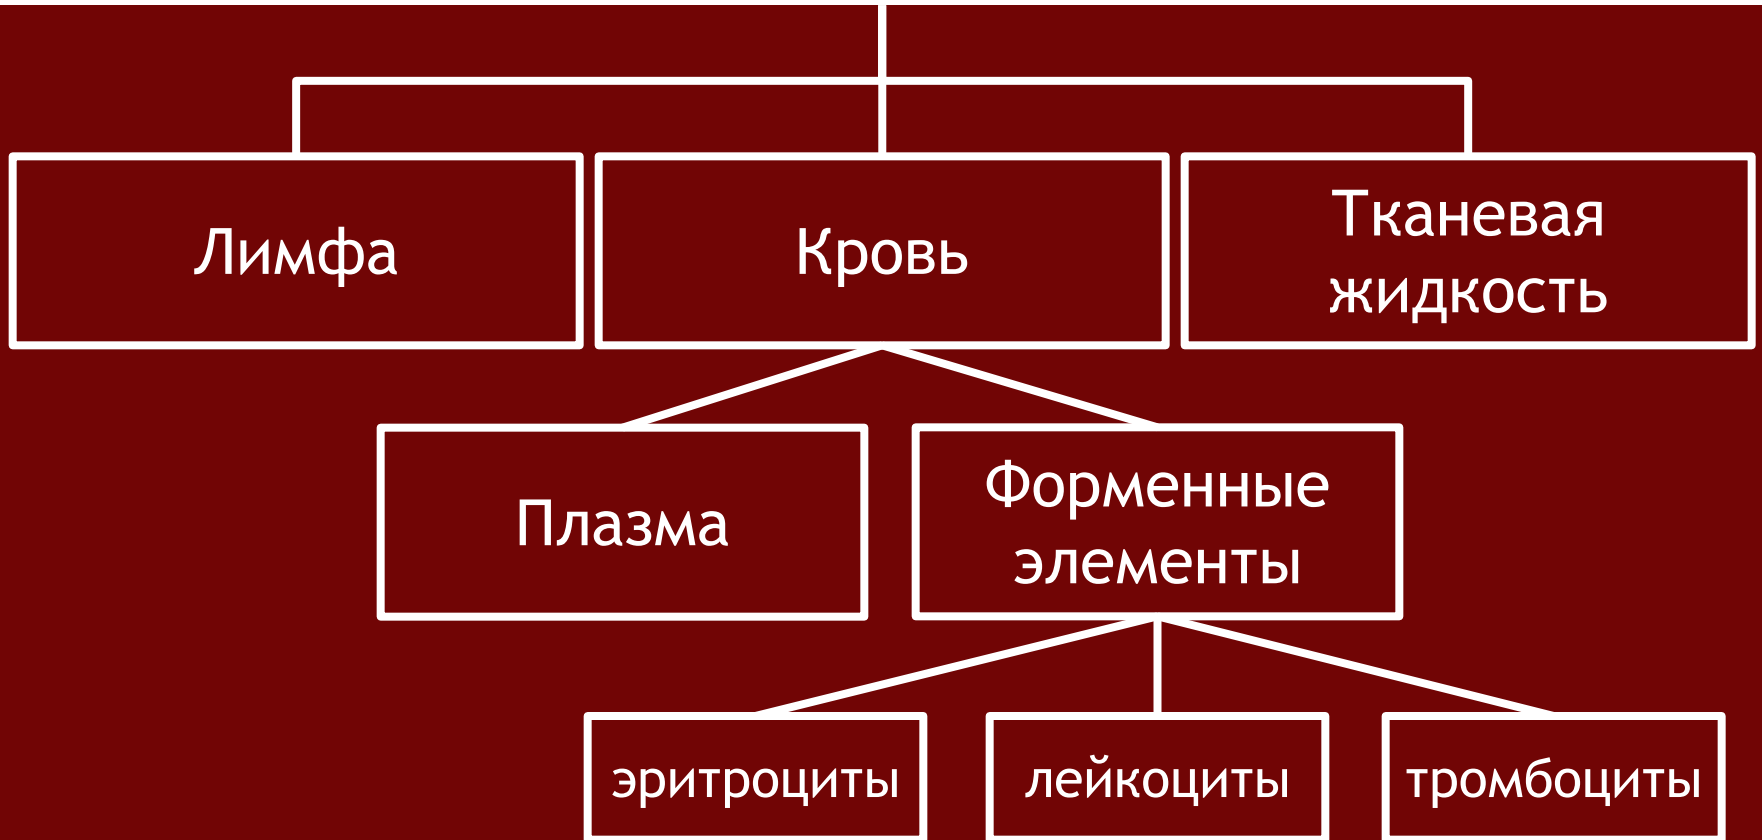 Лимфа
Кровь
Тканевая
жидкость
Плазма
Форменные
элементы
эритроциты
лейкоциты
тромбоциты